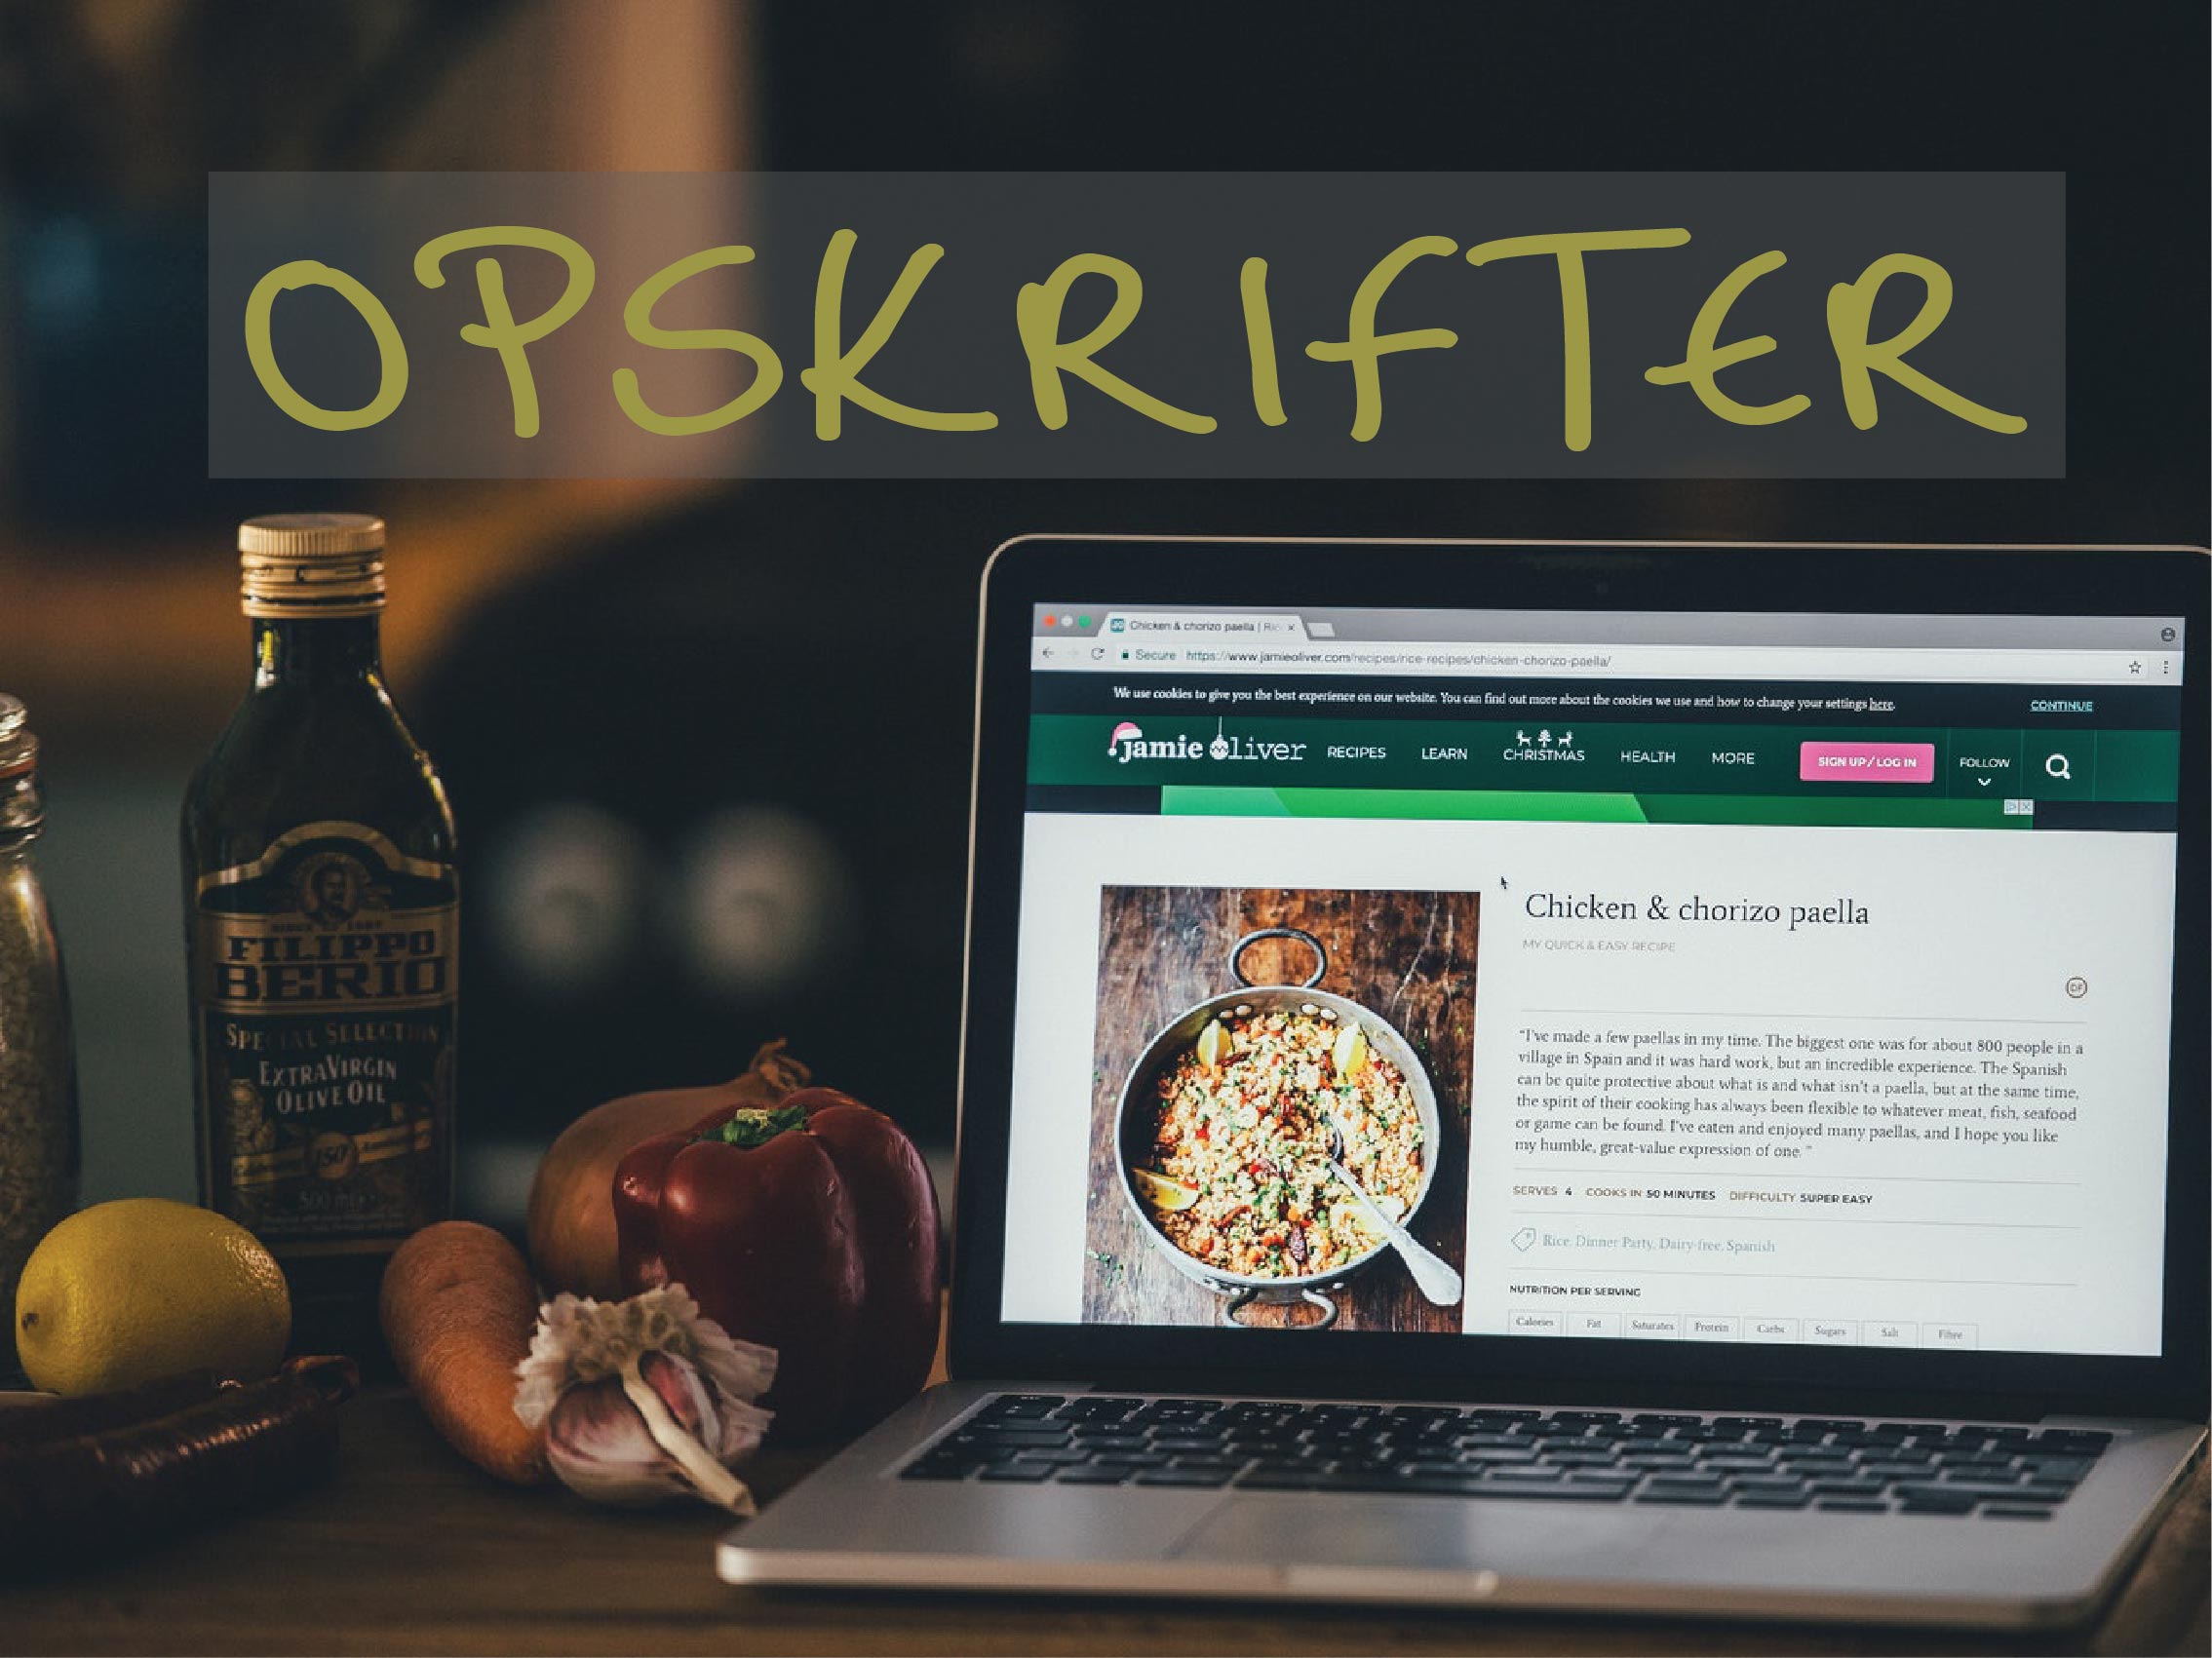 OPSKRIFTER
Chicken & chorizo paella | Ric
Secure https://www.jamieoliver.com/recipes/rice-recipes/chicken-chorizo-paella/
We use cookies to give you the best experience on our website. You can find out more about the cookies we use and how to change your settings here. CONTINUE
jamie oliver RECIPES LEARN CHRISTMAS HEALTH MORE SIGN UP / LOG IN FOLLOW
Chicken & chorizo paella
MY QUICK & EASY RECIPE
DF
"I've made a few paellas in my time. The biggest one was for about 800 people in a
village in Spain and it was hard work, but an incredible experience. The Spanish
can be quite protective about what is and what isn't a paella, but at the same time,
the spirit of their cooking has always been flexible to whatever meat, fish, seafood
or game can be found. I've eaten and enjoyed many paellas, and I hope you like
my humble, great-value expression of one. "
SERVES 4 COOKS IN 50 MINUTES DIFFICULTY SUPER EASY
Rice, Dinner Party, Dairy-free, Spanish
NUTRITION PER SERVING
Calories Fat Saturates Protein Carbs Sugars Salt Fibre
FILIPPO
BERIO
SPECIAL SELECTION
EXTRA VIRGIN
OLIVE OIL
150
500 ml e